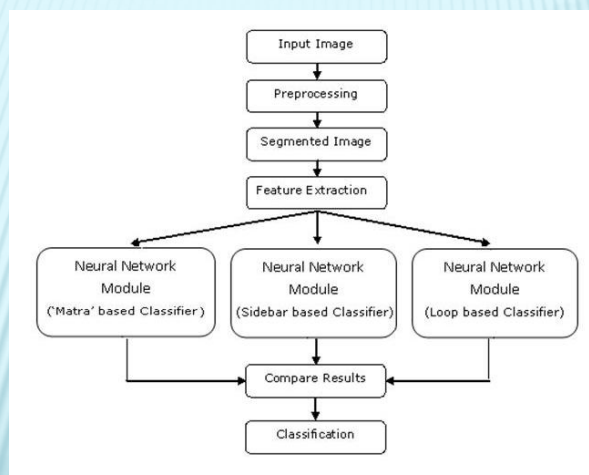 Input Image
Preprocessing
Segmented Image
Feature Extraction
Neural Network
Module
('Matra' based Classifier)
Neural Network
Module
(Sidebar based Classifier)
Neural Network
Module
(Loop based Classifier)
Compare Results
Classification